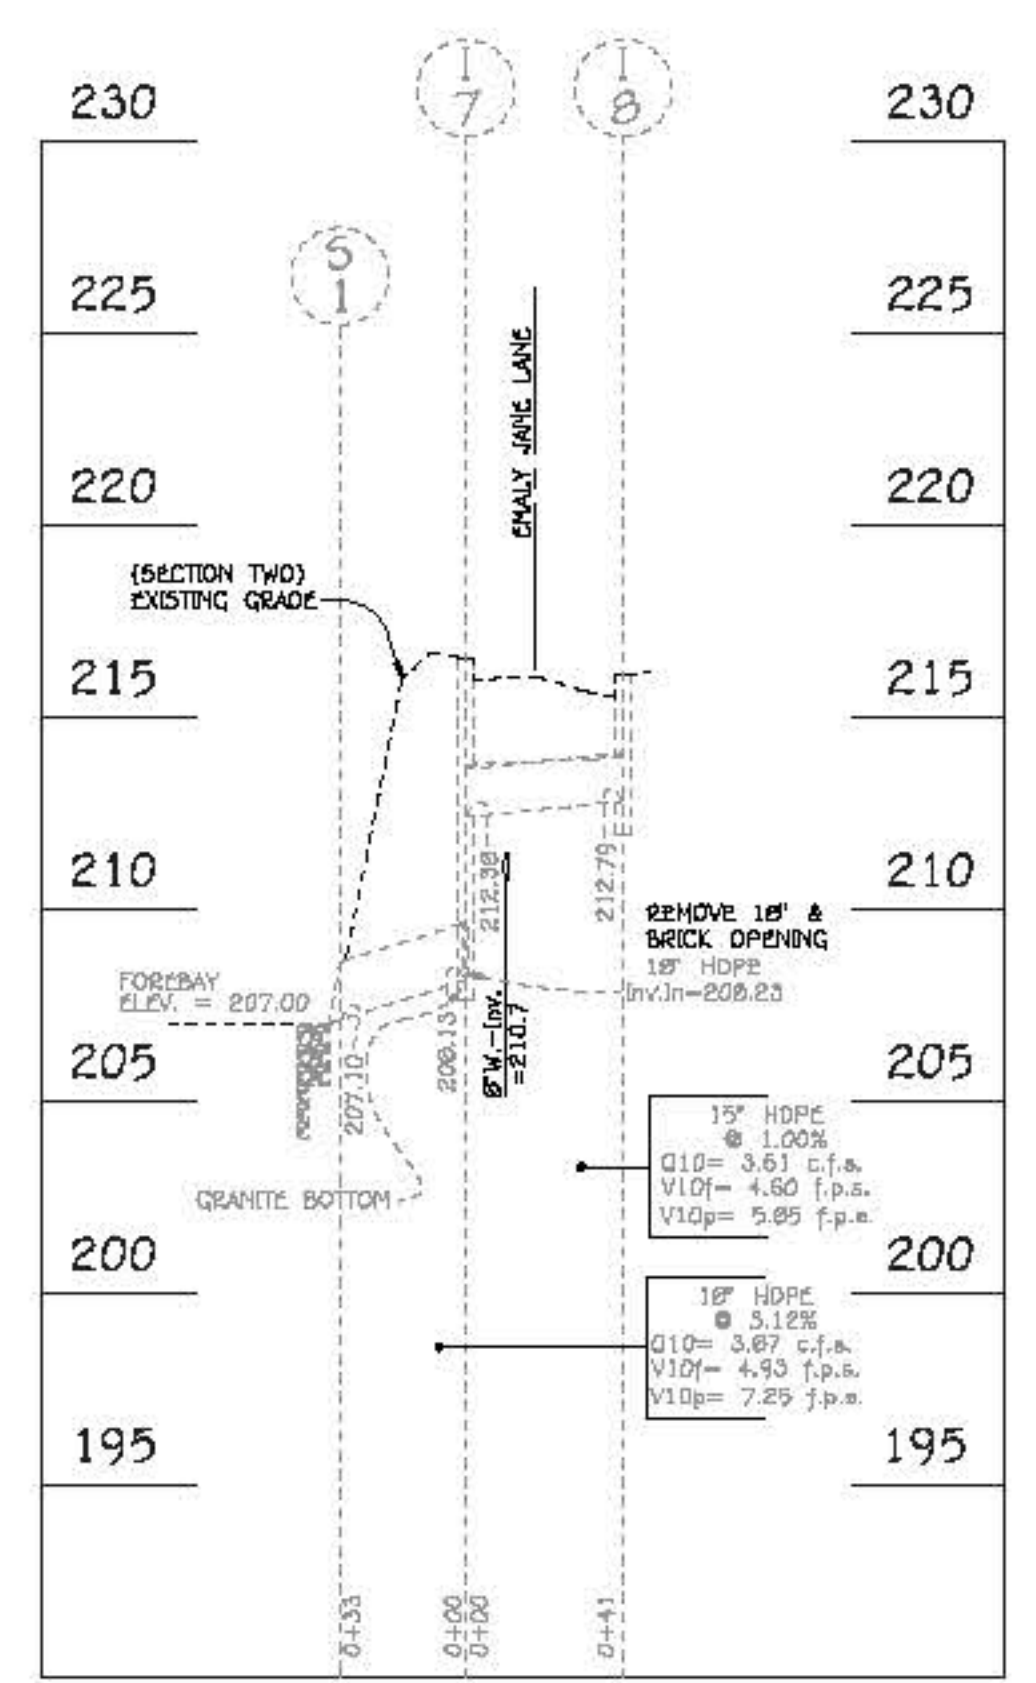 I
7
I
8
230
230
S
1
225
225
EMALY JANE LANE
220
220
(SECTION TWO)
EXISTING GRADE
215
215
210
210
212.30
212.79
REMOVE 18" &
BRICK OPENING
18" HDPE
Inv.In=208.23
FOREBAY
ELEV. = 207.00
205
205
207.10
208.13
8"W.-Inv.
=210.7
15" HDPE
@ 1.00%
Q10= 3.61 c.f.s.
V10f= 4.60 f.p.s.
V10p= 5.05 f.p.s.
GRANITE BOTTOM
200
200
18" HDPE
@ 3.12%
Q10= 3.87 c.f.s.
V10f= 4.93 f.p.s.
V10p= 7.25 f.p.s.
195
195
0+33
0+00
0+00
0+41